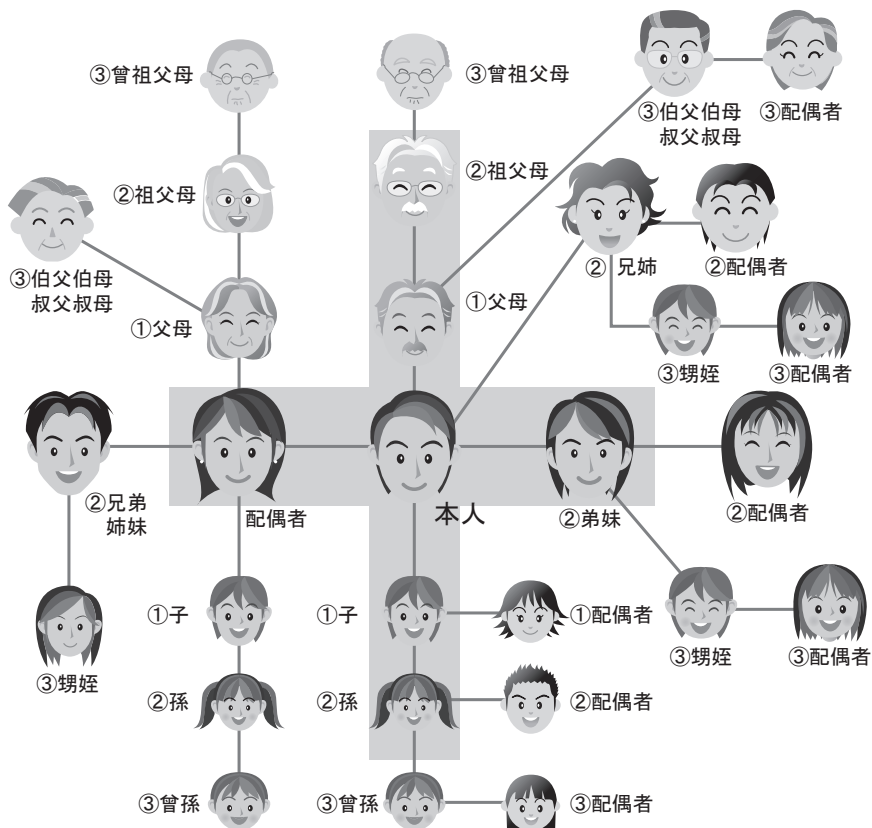 ③曾祖父母
③曾祖父母
③伯父伯母
叔父叔母
③配偶者
②祖父母
②祖父母
③伯父伯母
叔父叔母
①父母
①父母
② 兄姉
②配偶者
③甥姪
③配偶者
②兄弟
姉妹
配偶者
本人
②弟妹
②配偶者
①子
①子
①配偶者
③甥姪
③配偶者
③甥姪
②孫
②孫
②配偶者
③曾孫
③曾孫
③配偶者